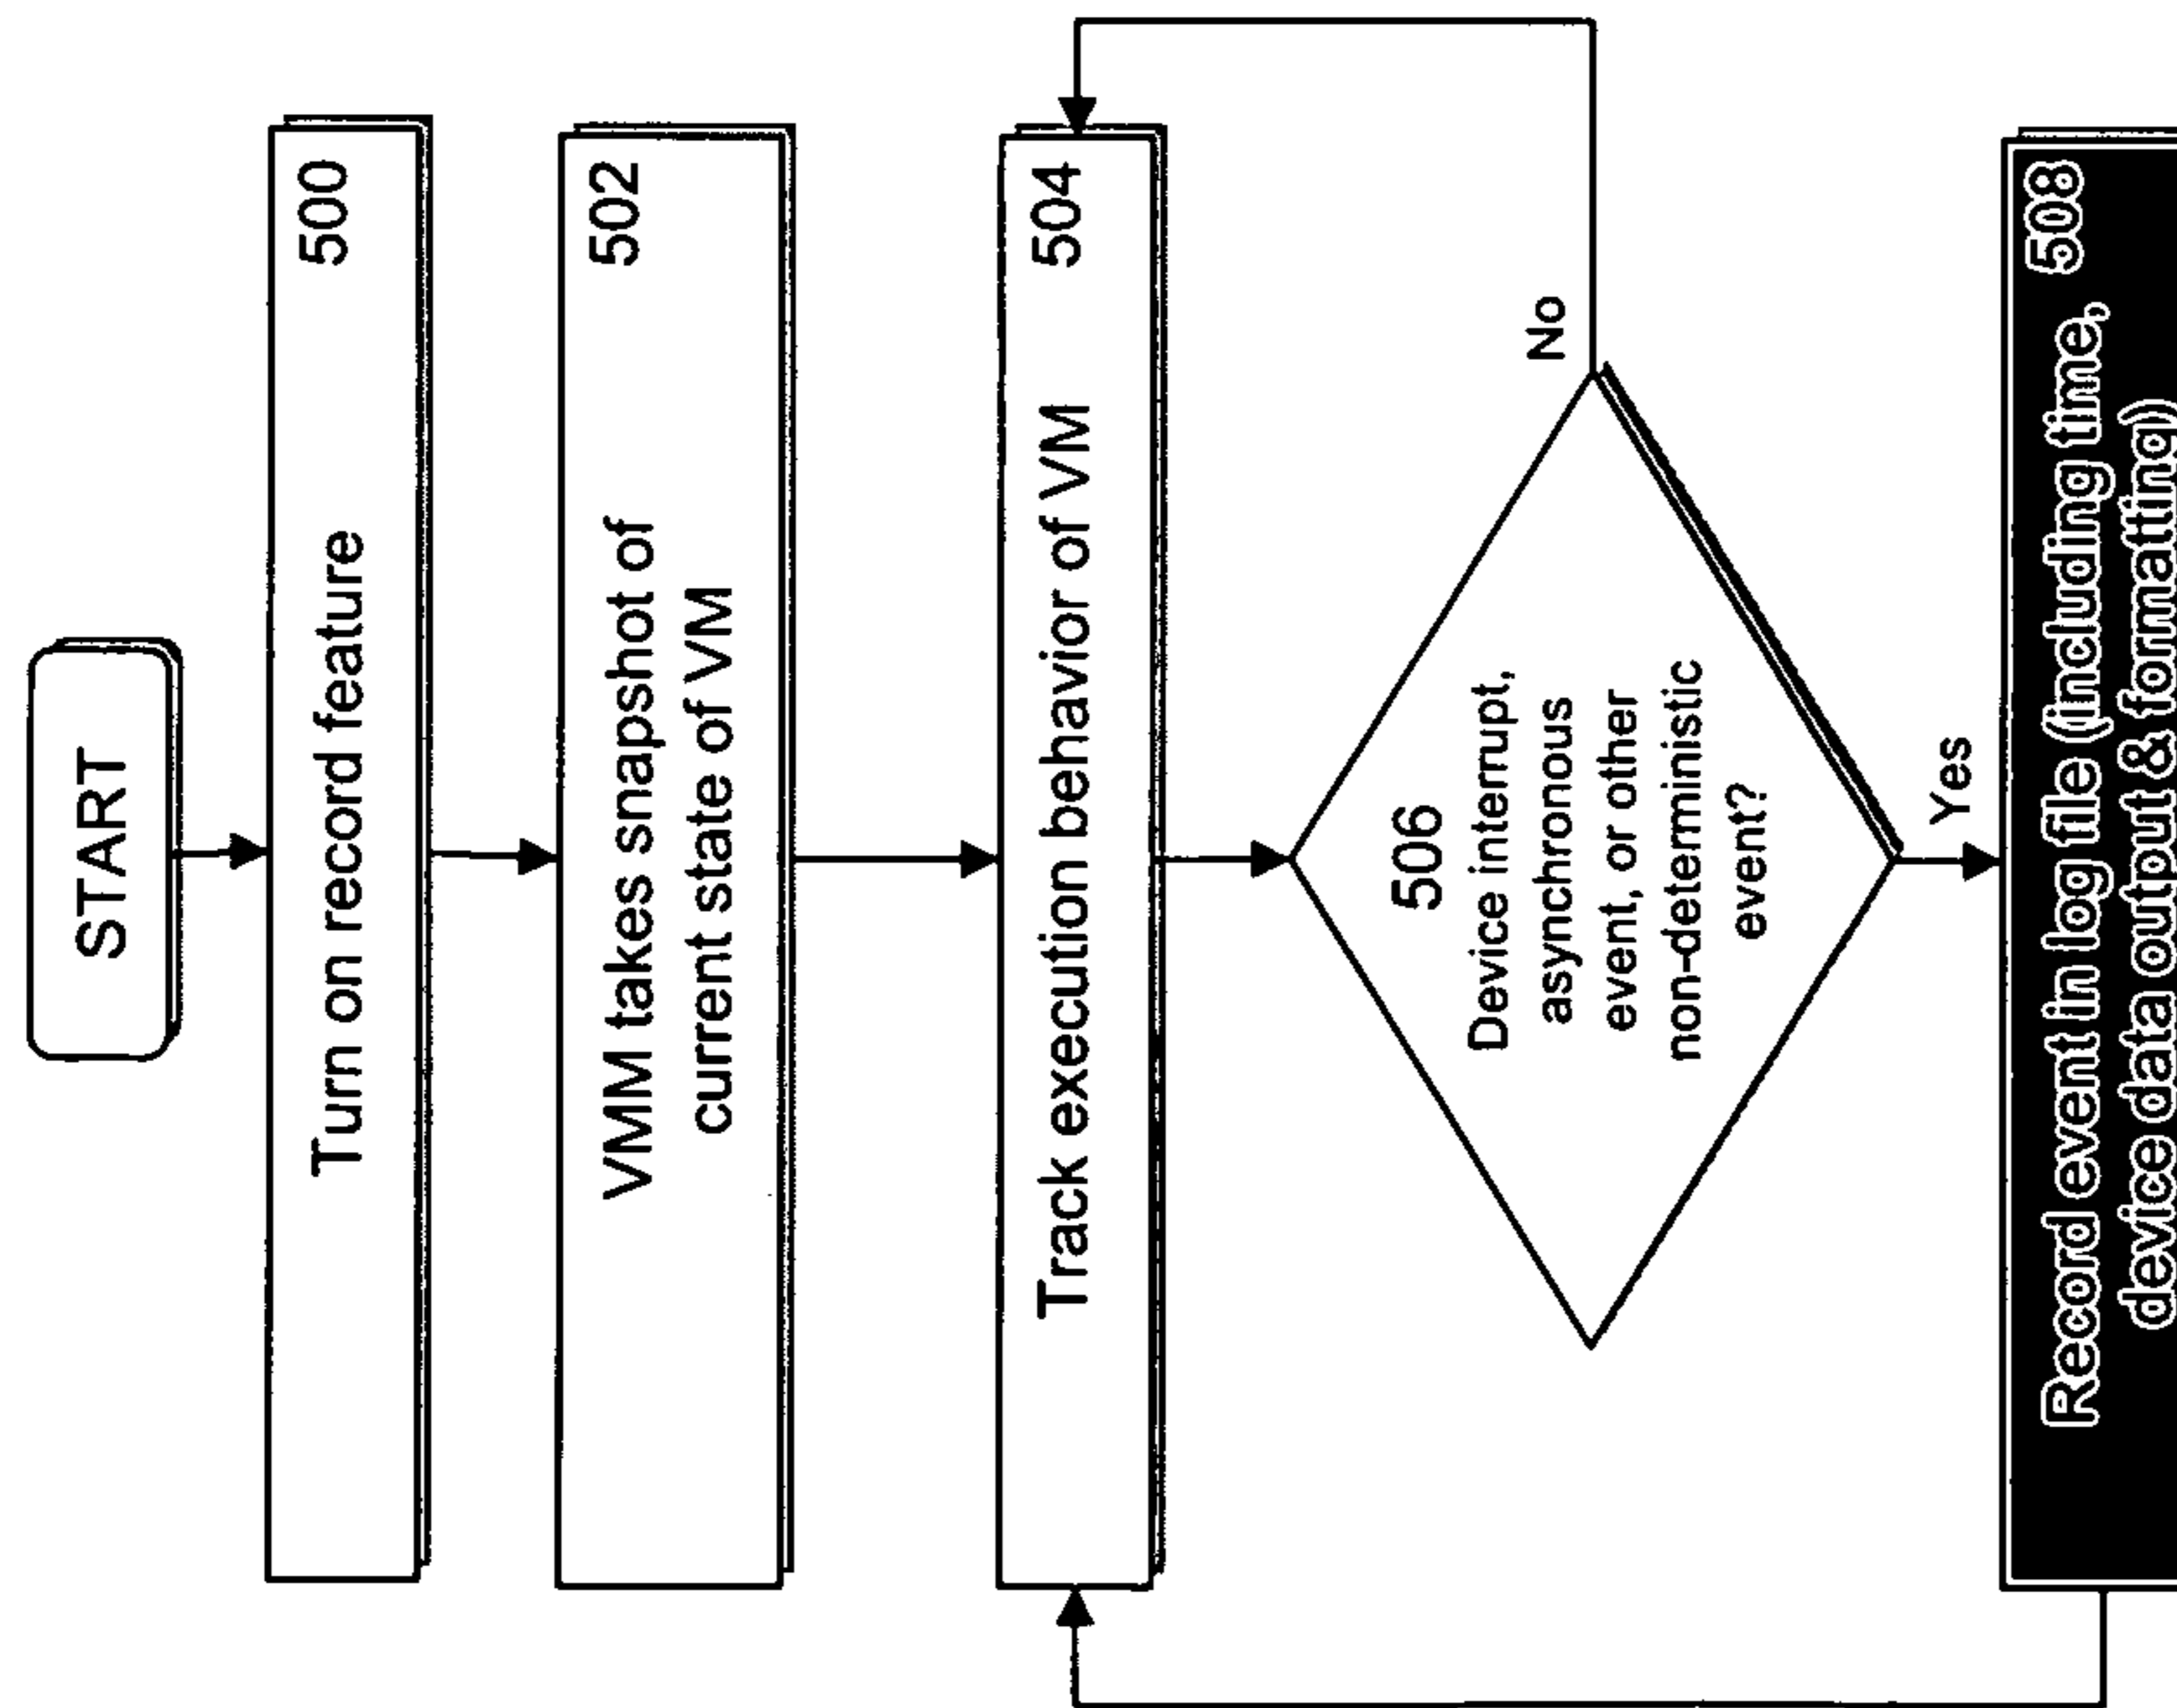 START
500
Turn on record feature
502
VMM takes snapshot of
current state of VM
504
Track execution behavior of VM
506
Device interrupt,
asynchronous
event, or other
non-deterministic
event?
No
Yes
508
Record event in log file (including time,
device data output & formatting)